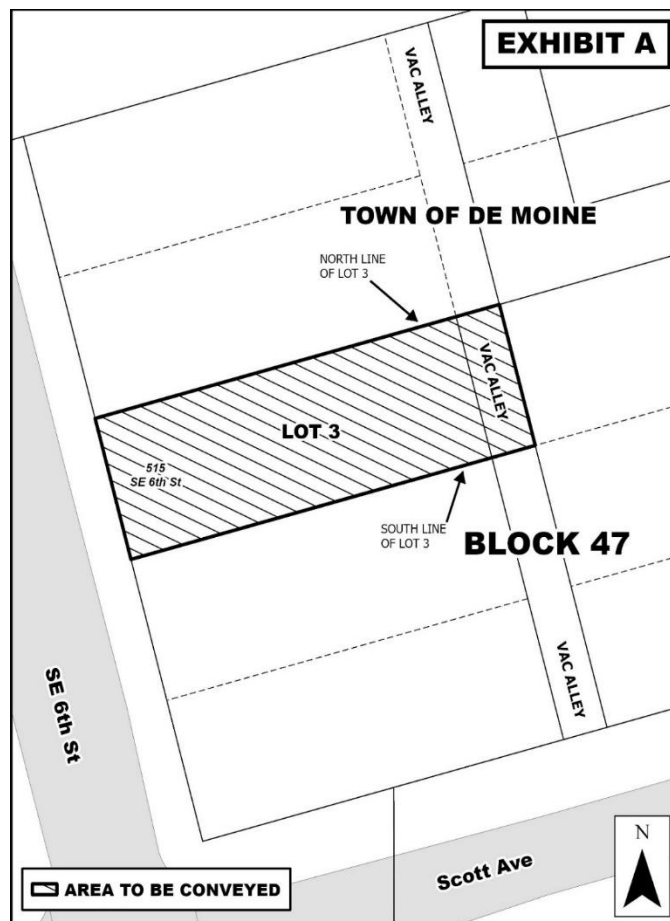 EXHIBIT A
VAC ALLEY
TOWN OF DE MOINE
NORTH LINE
OF LOT 3
VAC ALLEY
LOT 3
515
SE 6th St
SOUTH LINE
OF LOT 3
BLOCK 47
VAC ALLEY
SE 6th St
Scott Ave
N
AREA TO BE CONVEYED